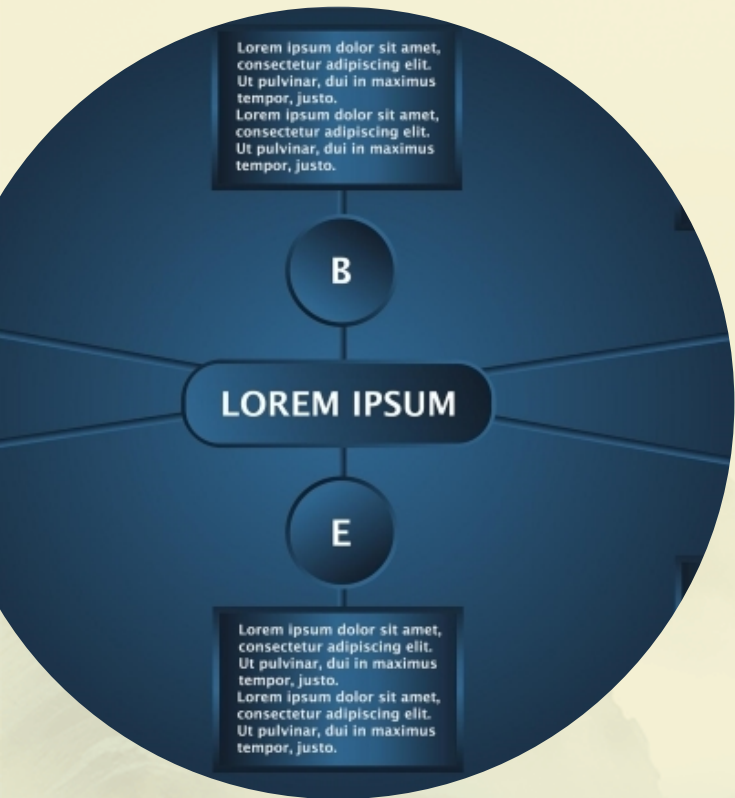 Lorem ipsum dolor sit amet,
consectetur adipiscing elit.
Ut pulvinar, dui in maximus
tempor, justo.
Lorem ipsum dolor sit amet,
consectetur adipiscing elit.
Ut pulvinar, dui in maximus
tempor, justo.
B
LOREM IPSUM
E
Lorem ipsum dolor sit amet,
consectetur adipiscing elit.
Ut pulvinar, dui in maximus
tempor, justo.
Lorem ipsum dolor sit amet,
consectetur adipiscing elit.
Ut pulvinar, dui in maximus
tempor, justo.